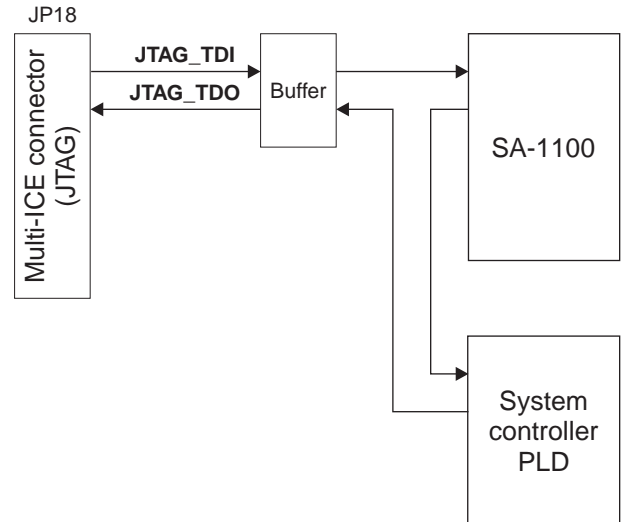 JP18
Multi-ICE connector
(JTAG)
JTAG_TDI
JTAG_TDO
Buffer
SA-1100
System
controller
PLD